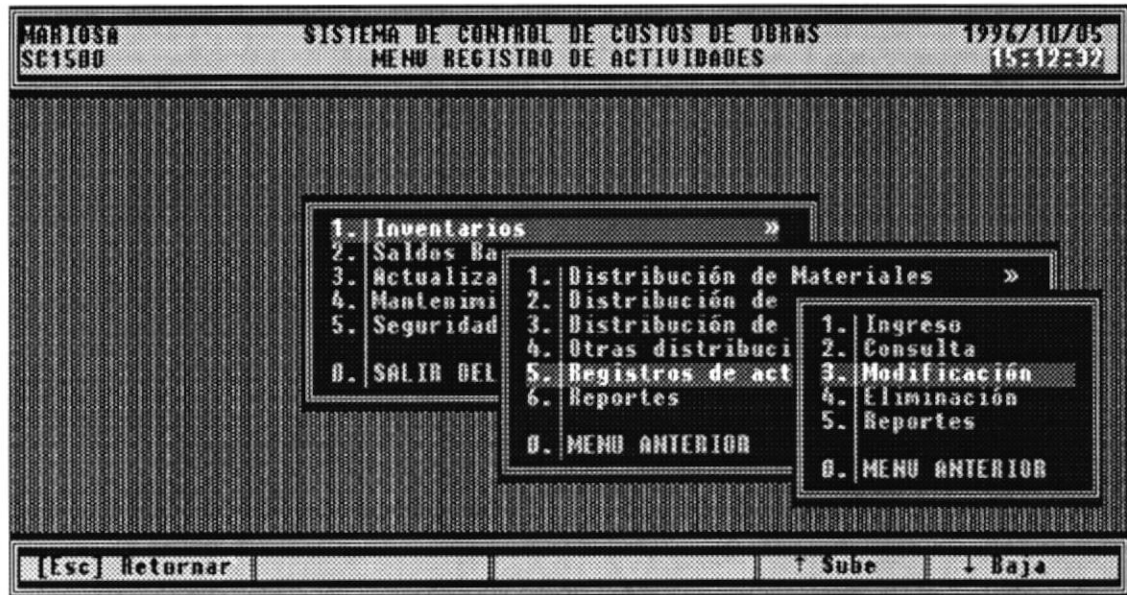 MARIOSA SISTEMA DE CONTROL DE COSTOS DE OBRAS 1996/10/05
SC1500 MENU REGISTRO DE ACTIVIDADES 15:12:32
1. Inventarios »
2. Saldos Ba
3. Actualiza
4. Mantenimi
5. Seguridad
0. SALIR DEL
1. Distribución de Materiales »
2. Distribución de
3. Distribución de
4. Otras distribuci
5. Registros de act
6. Reportes
0. MENU ANTERIOR
1. Ingreso
2. Consulta
3. Modificación
4. Eliminación
5. Reportes
0. MENU ANTERIOR
[Esc] Retornar ↑ Sube ↓ Baja